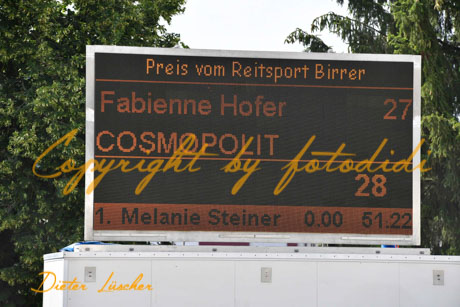 Preis vom Reitsport Birrer
Fabienne Hofer 27
COSMOPOLIT
Copyright by fotodidi
28
1. Melanie Steiner 0.00 51.22
Dieter Lüscher